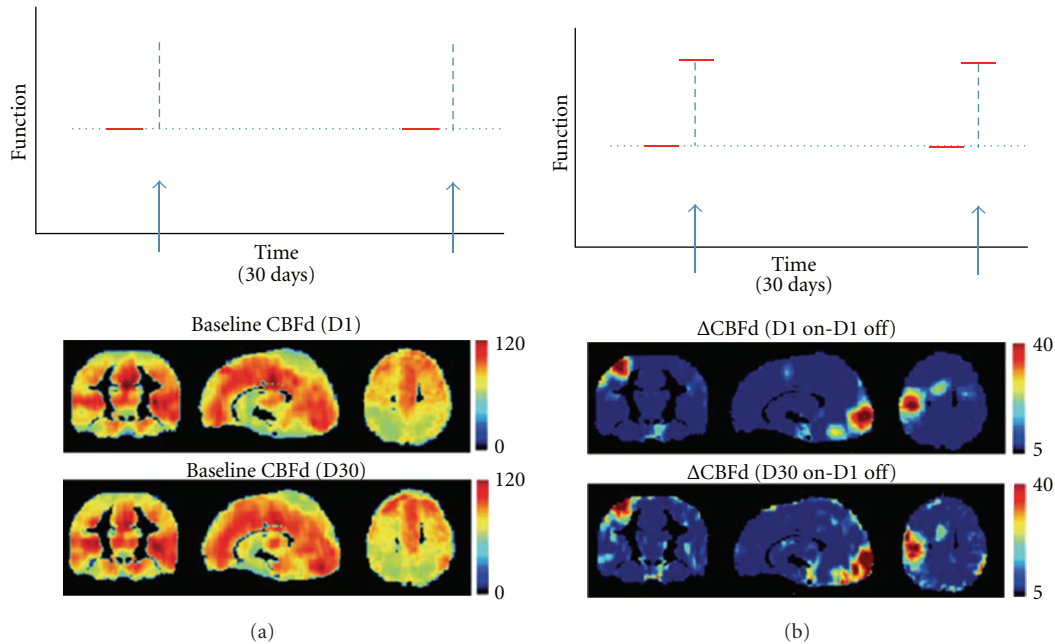 Function
Time
(30 days)
Baseline CBFd (D1)
120
0
Baseline CBFd (D30)
120
0
(a)
Function
Time
(30 days)
ΔCBFd (D1 on-D1 off)
40
5
ΔCBFd (D30 on-D1 off)
40
5
(b)